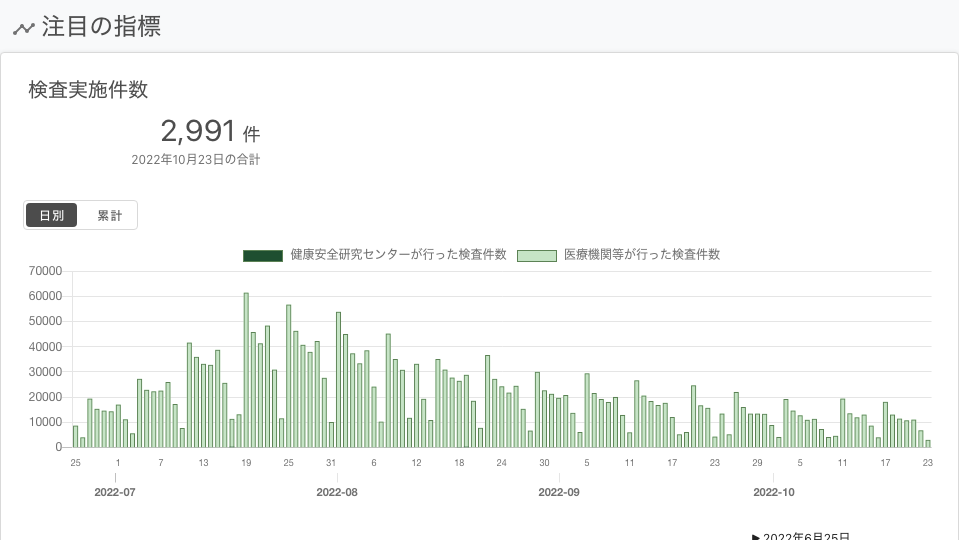 注目の指標
検査実施件数
2,991 件
2022年10月23日の合計
日別 累計
健康安全研究センターが行った検査件数 医療機関等が行った検査件数
70000
60000
50000
40000
30000
20000
10000
0
25 1 7 13 19 25 31 6 12 18 24 30 5 11 17 23 29 5 11 17 23
2022-07 2022-08 2022-09 2022-10
▶ 2022年6月25日